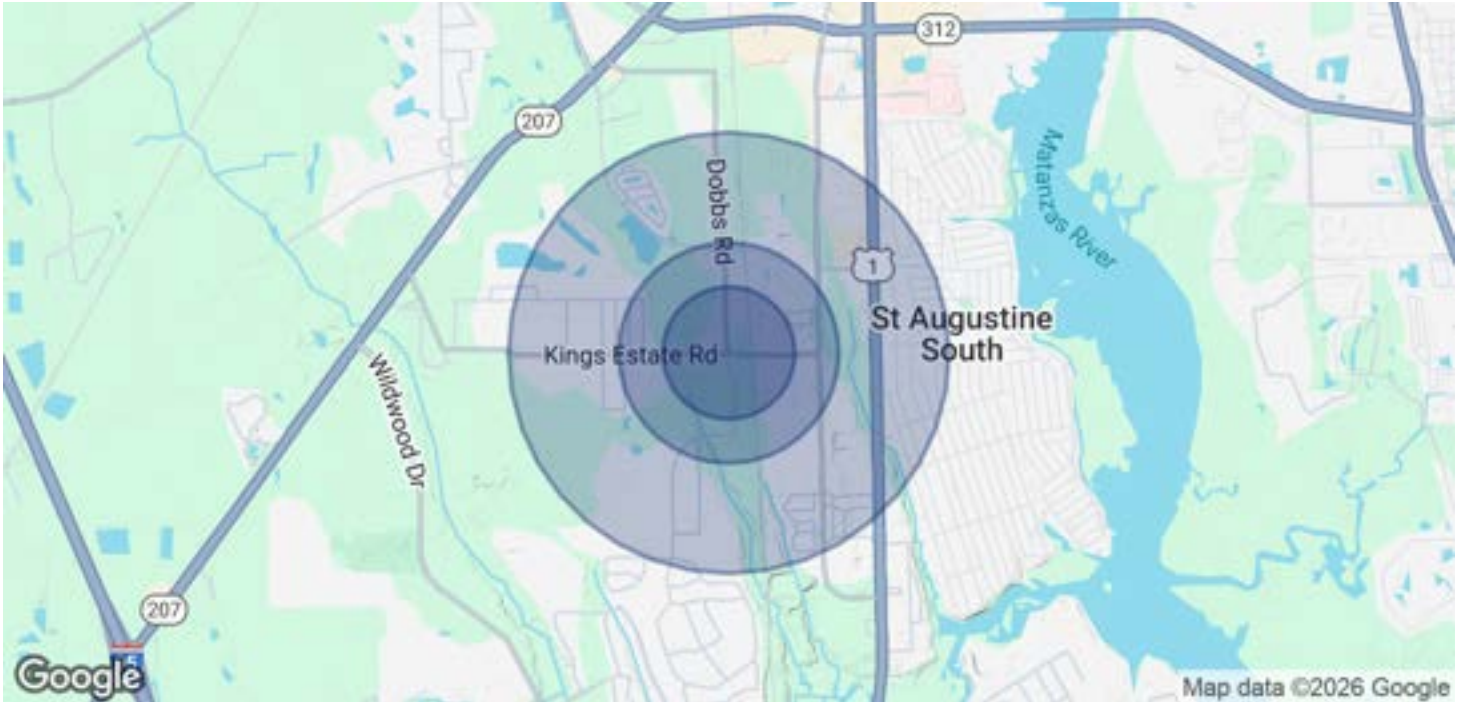 312
207
Matanzas River
Dobbs Rd
1
St Augustine
South
Kings Estate Rd
Wildwood Dr
207
Google
Map data ©2026 Google